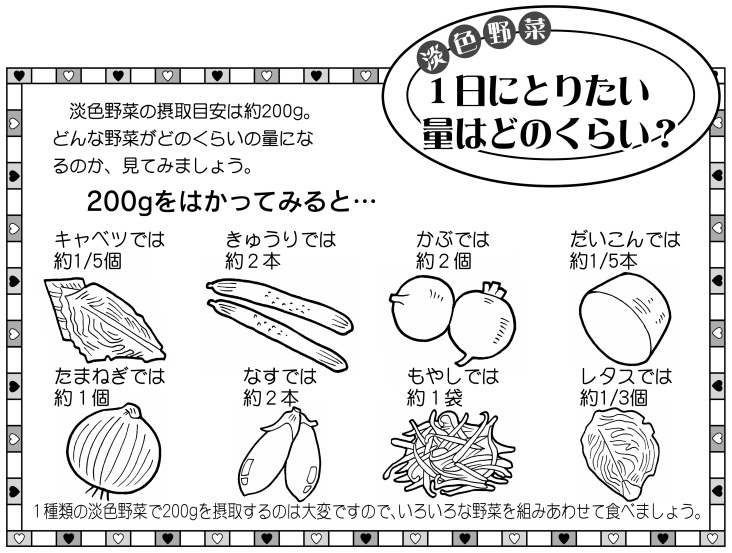 淡色野菜
1日にとりたい
量はどのくらい?
淡色野菜の摂取目安は約200g。
どんな野菜がどのくらいの量にな
るのか、見てみましょう。
200gをはかってみると…
キャベツでは
約1/5個
きゅうりでは
約2本
かぶでは
約2個
だいこんでは
約1/5本
たまねぎでは
約1個
なすでは
約2本
もやしでは
約1袋
レタスでは
約1/3個
1種類の淡色野菜で200gを摂取するのは大変ですので、いろいろな野菜を組みあわせて食べましょう。